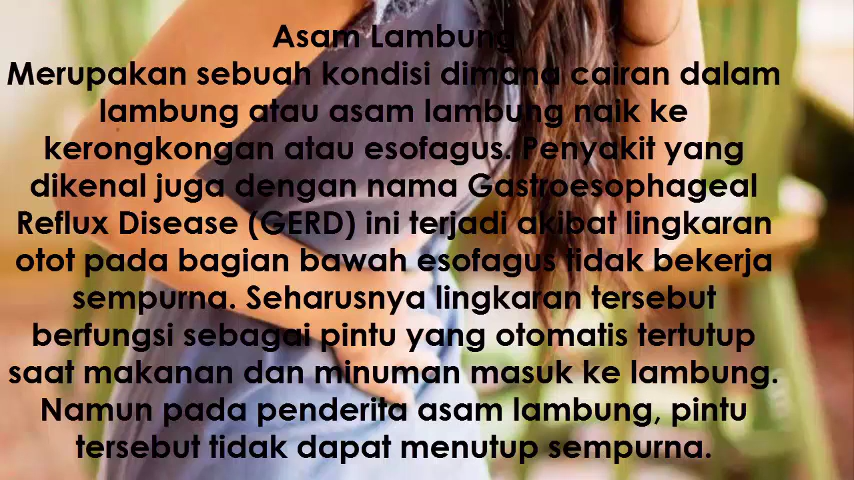 Asam Lambung
Merupakan sebuah kondisi dimana cairan dalam
lambung atau asam lambung naik ke
kerongkongan atau esofagus. Penyakit yang
dikenal juga dengan nama Gastroesophageal
Reflux Disease (GERD) ini terjadi akibat lingkaran
otot pada bagian bawah esofagus tidak bekerja
sempurna. Seharusnya lingkaran tersebut
berfungsi sebagai pintu yang otomatis tertutup
saat makanan dan minuman masuk ke lambung.
Namun pada penderita asam lambung, pintu
tersebut tidak dapat menutup sempurna.